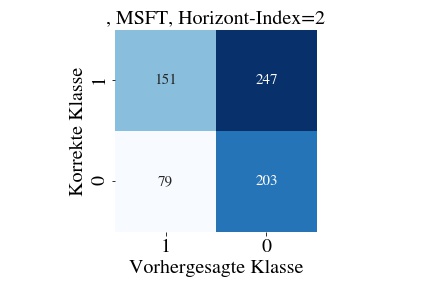 , MSFT, Horizont-Index=2
Korrekte Klasse
1
151
247
0
79
203
1
0
Vorhergesagte Klasse